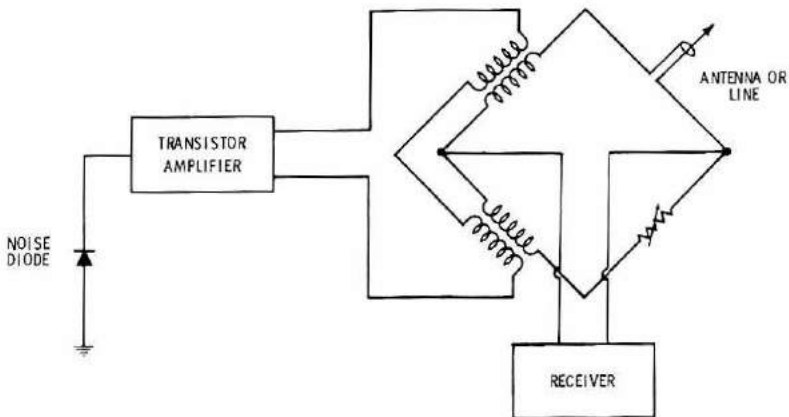 TRANSISTOR
AMPLIFIER
NOISE
DIODE
ANTENNA OR
LINE
RECEIVER